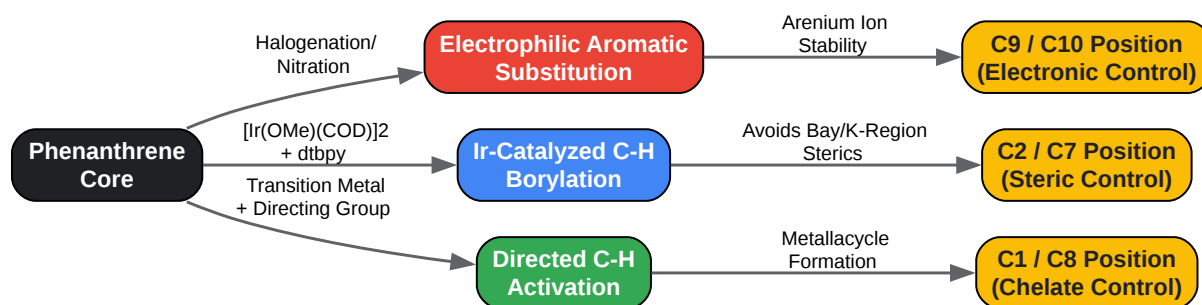 Halogenation/
Nitration
Electrophilic Aromatic
Substitution
Arenium Ion
Stability
C9 / C10 Position
(Electronic Control)
Phenanthrene
Core
[Ir(OMe)(COD)]2
+ dtbpy
Ir-Catalyzed C-H
Borylation
Avoids Bay/K-Region
Sterics
C2 / C7 Position
(Steric Control)
Transition Metal
+ Directing Group
Directed C-H
Activation
Metallacycle
Formation
C1 / C8 Position
(Chelate Control)